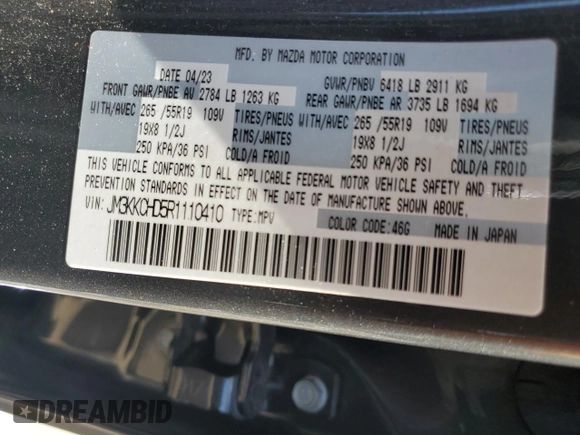 MFD. BY MAZDA MOTOR CORPORATION
DATE 04/23 GVWR/PNBV 6418 LB 2911 KG
FRONT GAWR/PNBE AV 2784 LB 1263 KG REAR GAWR/PNBE AR 3735 LB 1694 KG
WITH/AVEC 265 /55R19 109V TIRES/PNEUS WITH/AVEC 265 /55R19 109V TIRES/PNEUS
19X8 1/2J RIMS/JANTES 19X8 1/2J RIMS/JANTES
250 KPA/36 PSI COLD/A FROID 250 KPA/36 PSI COLD/A FROID
THIS VEHICLE CONFORMS TO ALL APPLICABLE FEDERAL MOTOR VEHICLE SAFETY AND THEFT
PREVENTION STANDARDS IN EFFECT ON THE DATE OF MANUFACTURE SHOWN ABOVE.
VIN: JM3KKCHD5R1110410 TYPE: MPV COLOR CODE: 46G MADE IN JAPAN
DREAMBID